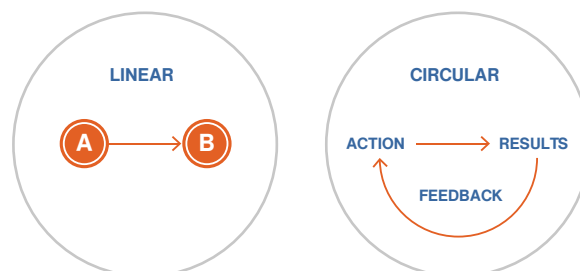 LINEAR
A
B
CIRCULAR
ACTION
RESULTS
FEEDBACK